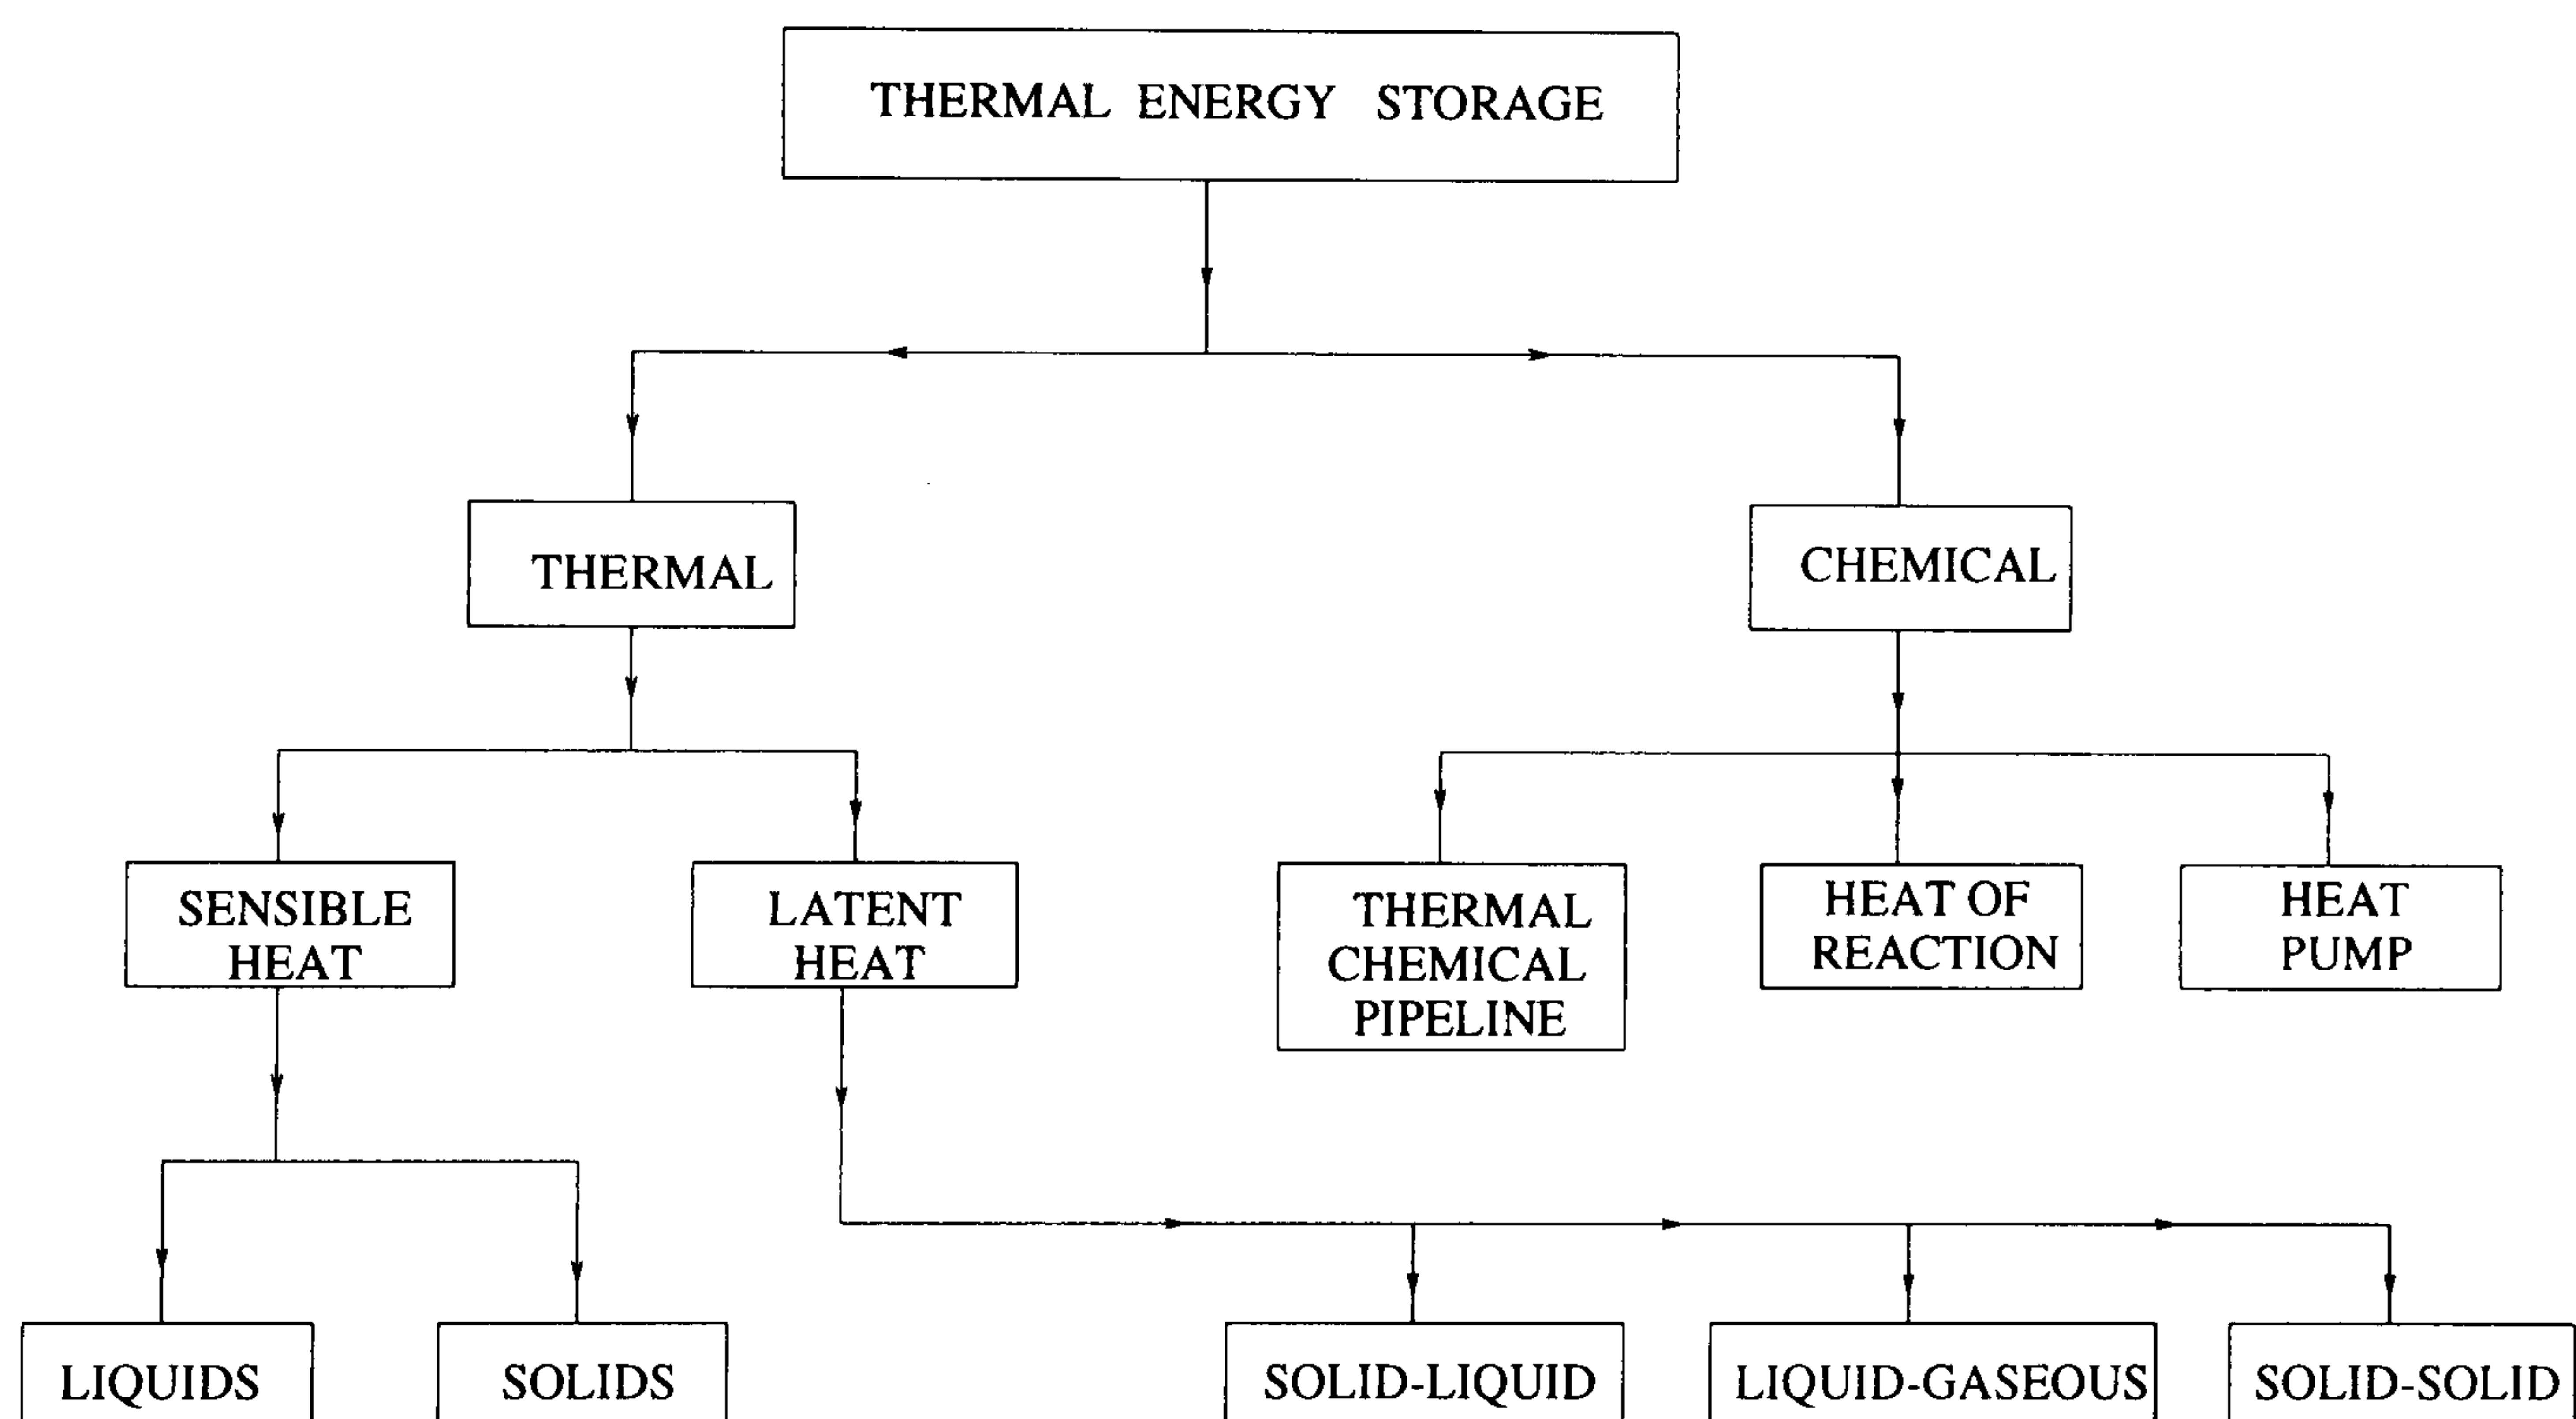 THERMAL ENERGY STORAGE
THERMAL
CHEMICAL
SENSIBLE
HEAT
LATENT
HEAT
THERMAL
CHEMICAL
PIPELINE
HEAT OF
REACTION
HEAT
PUMP
LIQUIDS
SOLIDS
SOLID-LIQUID
LIQUID-GASEOUS
SOLID-SOLID